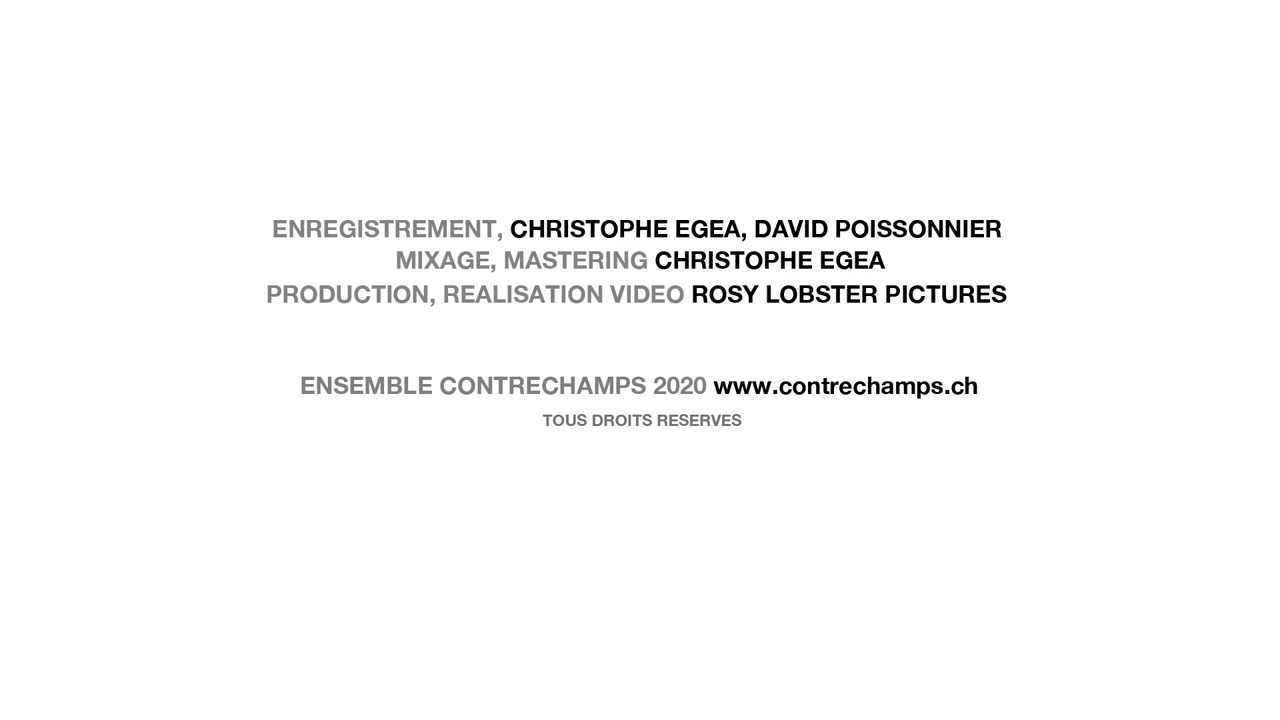 ENREGISTREMENT, CHRISTOPHE EGEA, DAVID POISSONNIER
MIXAGE, MASTERING CHRISTOPHE EGEA
PRODUCTION, REALISATION VIDEO ROSY LOBSTER PICTURES
ENSEMBLE CONTRECHAMPS 2020 www.contrechamps.ch
TOUS DROITS RESERVES